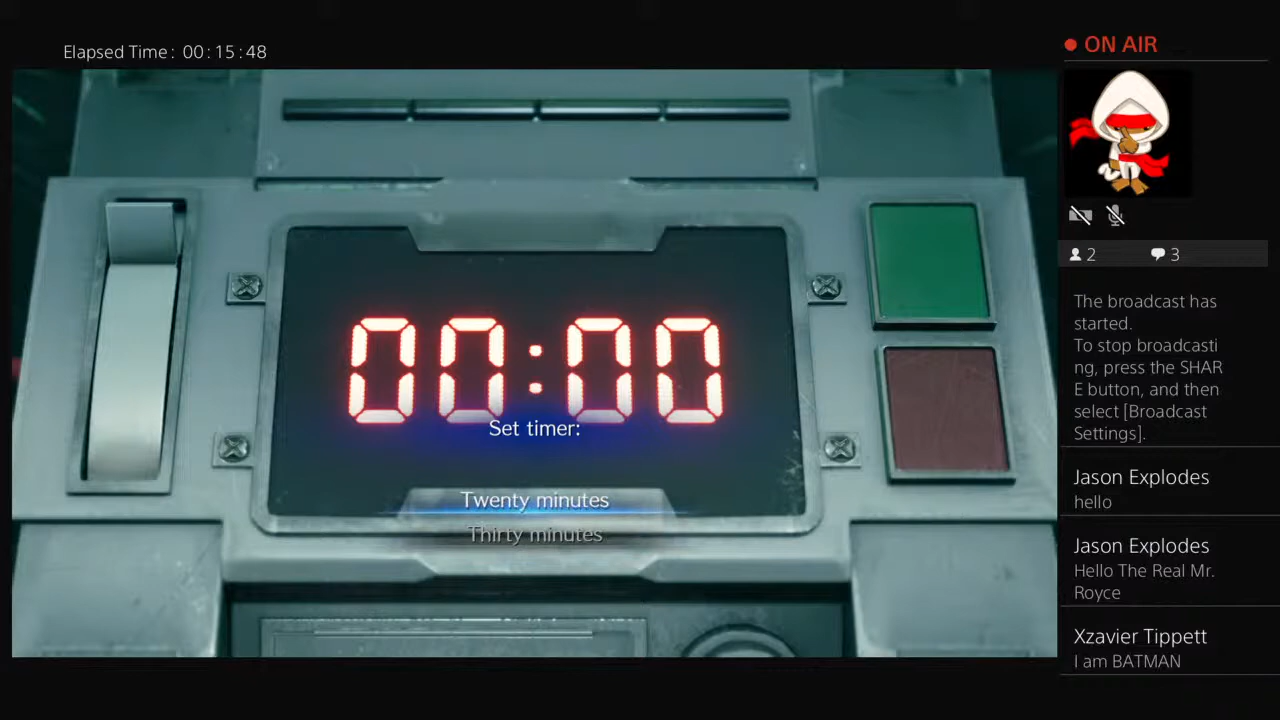 Elapsed Time: 00:15:48
ON AIR
00:00
Set timer:
Twenty minutes
Thirty minutes
2
3
The broadcast has
started.
To stop broadcasti
ng, press the SHAR
E button, and then
select [Broadcast
Settings].
Jason Explodes
hello
Jason Explodes
Hello The Real Mr.
Royce
Xzavier Tippett
I am BATMAN